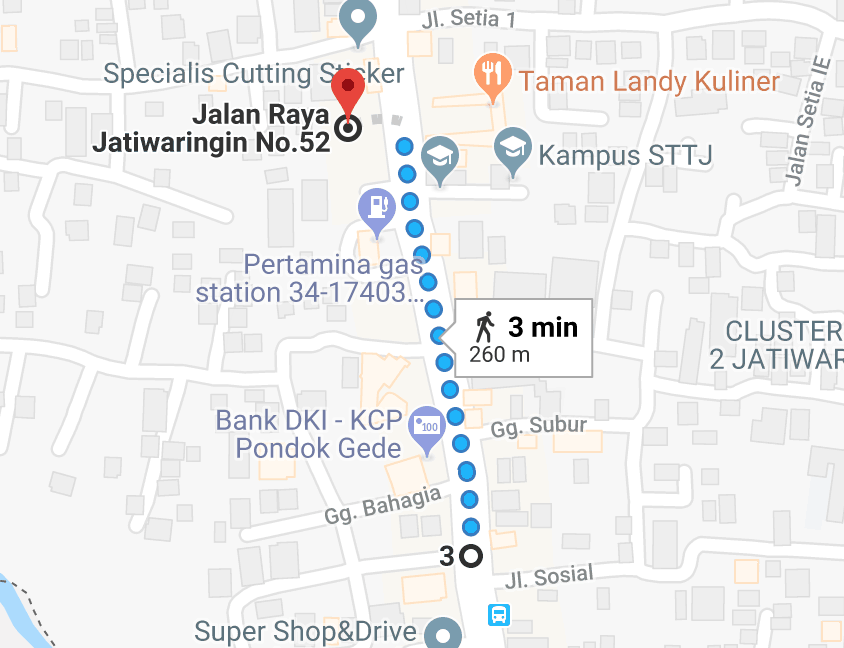 Jl. Setia 1
Specialis Cutting Sticker
Taman Landy Kuliner
Jalan Raya
Jatiwaringin No.52
Jalan Setia IE
Kampus STTJ
Pertamina gas
station 34-17403...
3 min
260 m
CLUSTER
2 JATIWAR
Bank DKI - KCP
Pondok Gede
100
Gg. Subur
Gg. Bahagia
3
Jl. Sosial
Super Shop&Drive